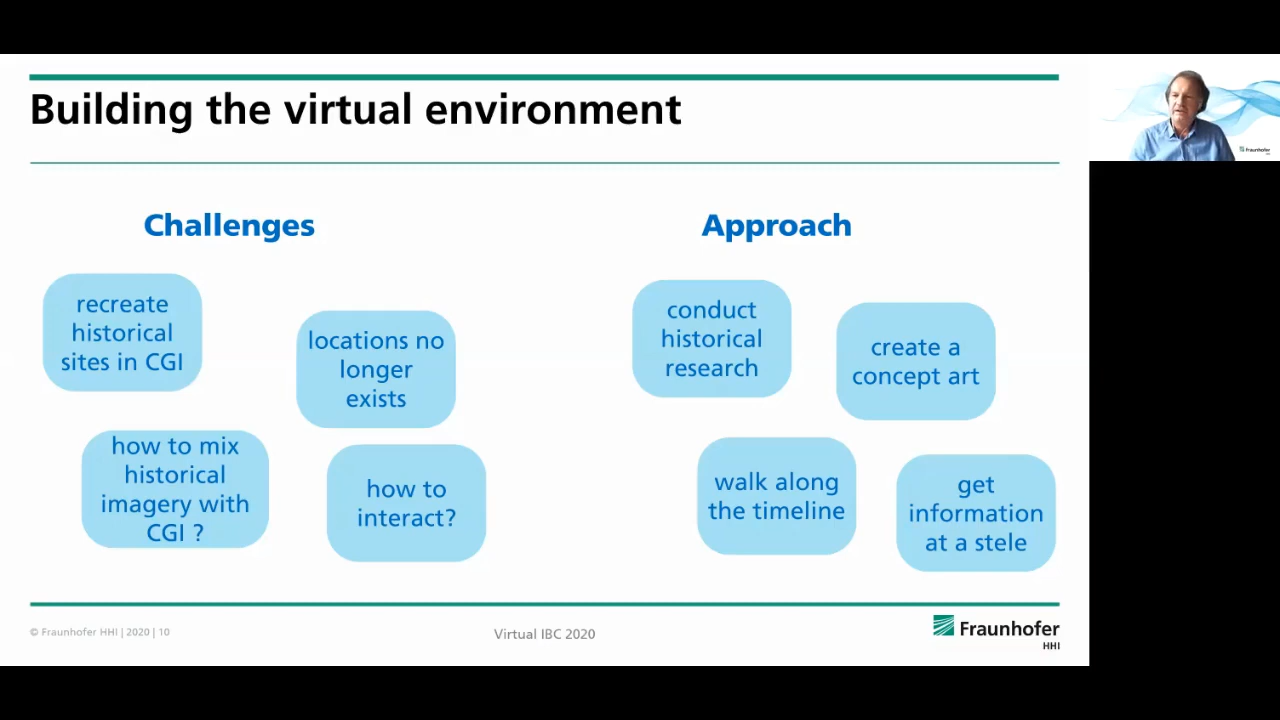 Building the virtual environment
Challenges
Approach
recreate
historical
sites in CGI
locations no
longer
exists
how to mix
historical
imagery with
CGI ?
how to
interact?
conduct
historical
research
create a
concept art
walk along
the timeline
get
information
at a stele
© Fraunhofer HHI | 2020 | 10
Virtual IBC 2020
Fraunhofer
HHI
Fraunhofer